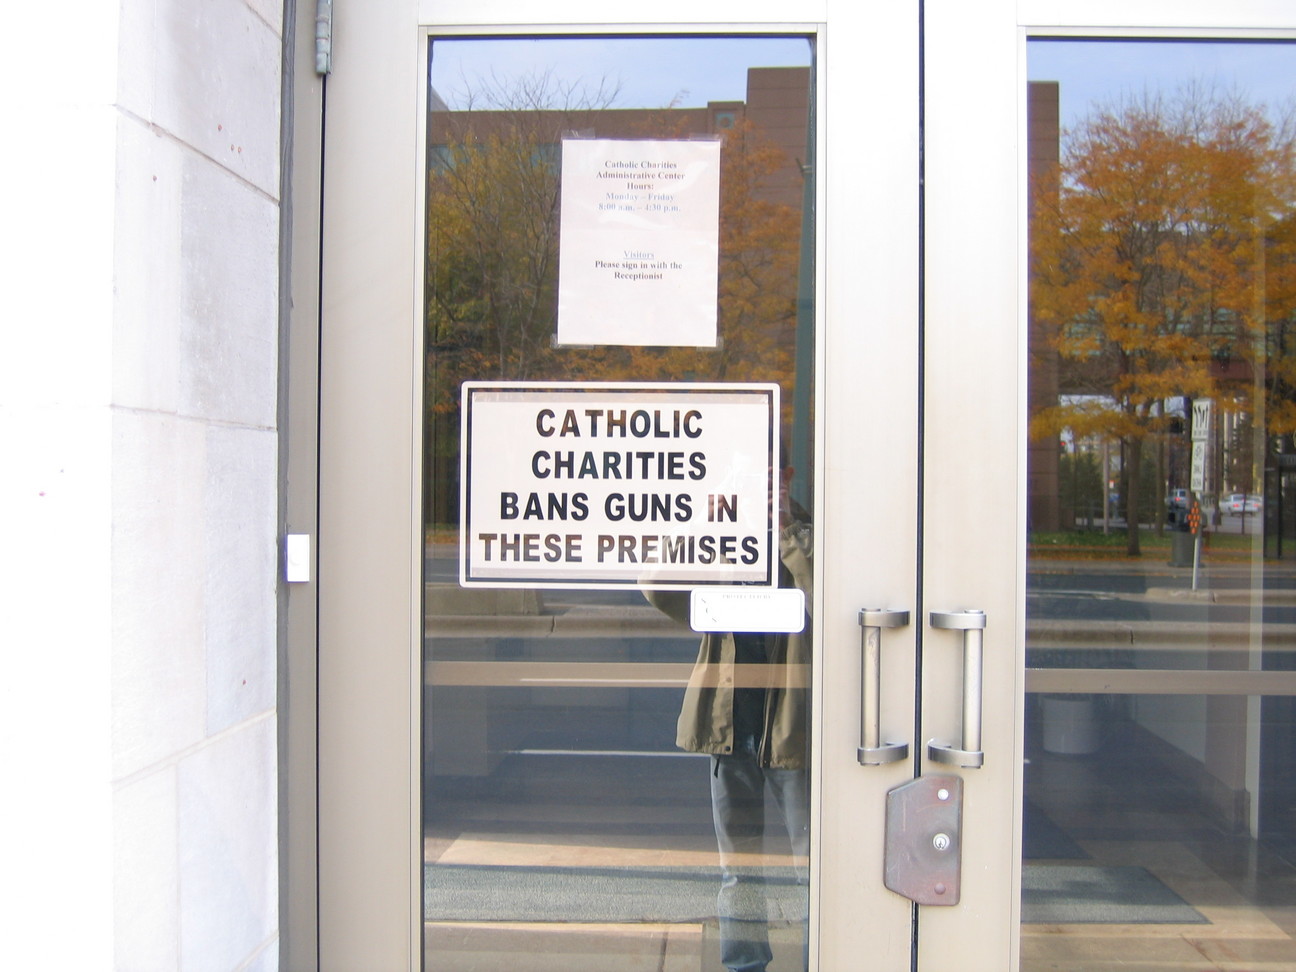 Catholic Charities
Administrative Center
Hours:
Monday – Friday
8:00 a.m. – 4:30 p.m.
Visitors
Please sign in with the
Receptionist
CATHOLIC
CHARITIES
BANS GUNS IN
THESE PREMISES